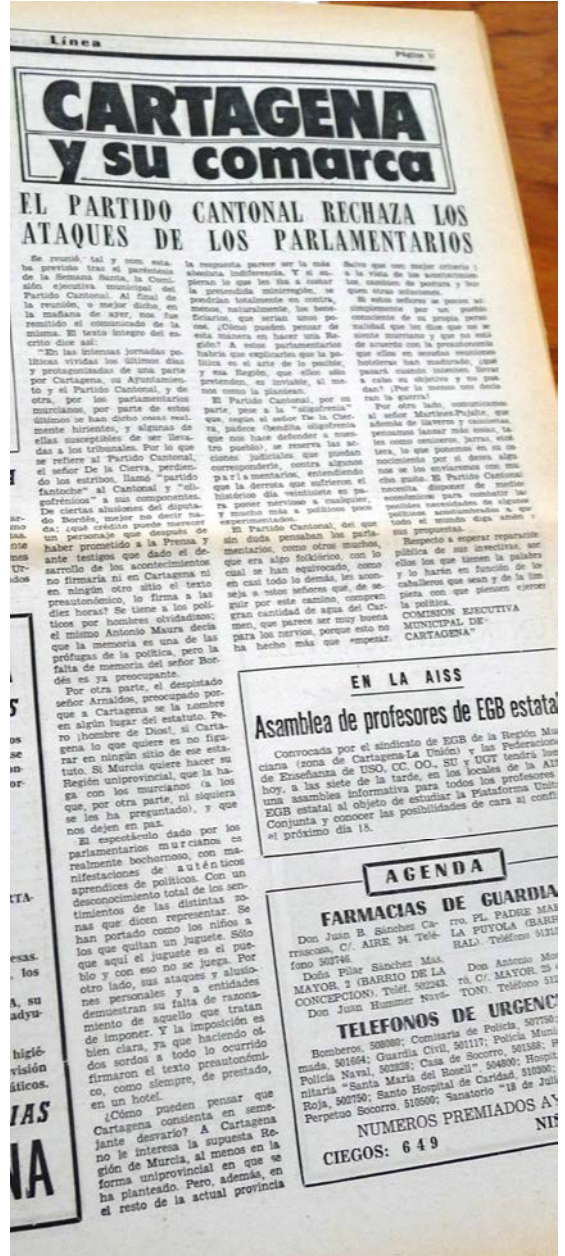 Línea
Página
CARTAGENA
y su comarca
EL PARTIDO CANTONAL RECHAZA LOS
ATAQUES DE LOS PARLAMENTARIOS
Se reunió, tal y com esta-
ba previsto tras el paréntesis
de la Semana Santa, la Comi-
sión ejecutiva municipal del
Partido Cantonal. Al final de
la reunión, o mejor dicho, en
la mañana de ayer, nos fue
remitido el comunicado de la
misma. El texto íntegro del es-
crito dice así:
"En las intensas jornadas po-
líticas vividas los últimos días
y protagonizadas de una parte
por Cartagena, su Ayuntamien-
to y el Partido Cantonal, y de
otra, por los parlamentarios
murcianos, por parte de estos
últimos se han dicho cosas real-
mente hirientes, y algunas de
ellas susceptibles de ser lleva-
das a los tribunales. Por lo que
se refiere al Partido Cantonal,
el señor De la Cierva, perdien-
do los estribos, llamó "partido
fantoche" al Cantonal y "oli-
gofrénicos" a sus componentes.
De ciertas alusiones del diputa-
do Bordés, mejor no decir na-
da: ¿qué crédito puede merecer
un personaje que después de
haber prometido a la Prensa y
ante testigos que dado el de-
sarrollo de los acontecimientos
no firmaría ni en Cartagena ni
en ningún otro sitio el texto
preautonómico, lo firma a las
diez horas? Se tiene a los polí-
ticos por hombres olvidadisos;
el mismo Antonio Maura decía
que la memoria es una de las
prófugas de la política, pero la
falta de memoria del señor Bor-
dés es ya preocupante.
Por otra parte, el despistado
señor Arnaldos, preocupado por-
que a Cartagena se la nombre
en algún lugar del estatuto. Pe-
ro ¡hombre de Dios!, si Carta-
gena lo que quiere es no figu-
rar en ningún sitio de ese esta-
tuto. Si Murcia quiere hacer su
Región uniprovincial, que la ha-
ga con los murcianos (a los
que, por otra parte, ni siquiera
se les ha preguntado), y que
nos dejen en paz.
El espectáculo dado por los
parlamentarios murcianos es
realmente bochornoso, con ma-
nifestaciones de auténticos
aprendices de políticos. Con un
desconocimiento total de los sen-
timientos de las distintas zo-
nas que dicen representar. Se
han portado como los niños a
los que quitan un juguete. Sólo
que aquí el juguete es el pue-
blo y con eso no se juega. Por
otro lado, sus ataques y alusio-
nes personales y a entidades
demuestran su falta de razona-
miento de aquello que tratan
de imponer. Y la imposición es
bien clara, ya que haciendo oí-
dos sordos a todo lo ocurrido
firmaron el texto preautonómi-
co, como siempre, de prestado,
en un hotel.
¿Cómo pueden pensar que
Cartagena consienta en seme-
jante desvarío? A Cartagena
no le interesa la supuesta Re-
gión de Murcia, al menos en la
forma uniprovincial en que se
ha planteado. Pero, además, en
el resto de la actual provincia
la respuesta parece ser la más
absoluta indiferencia. Y si su-
pieran lo que les iba a costar
la pretendida minirregión, se
pondrían totalmente en contra,
menos, naturalmente, los bene-
ficiarios, que serían unos po-
cos. ¿Cómo pueden pensar de
esta manera en hacer una Re-
gión? A estos parlamentarios
habría que explicarles que la po-
lítica es el arte de lo posible,
y esa Región, que ellos sólo
pretenden, es inviable, al me-
nos como la plantean.
El Partido Cantonal, por su
parte, pese a la "oligofrenia"
que, según el señor De la Cier-
va, padece (bendita oligofrenia
que nos hace defender a nues-
tro pueblo), se reserva las ac-
ciones judiciales que puedan
corresponderle, contra algunos
parlamentarios, entendiendo
que la derrota que sufrieron el
histórico día veintisiete es pa-
ra poner nervioso a cualquier,
y mucho más a políticos poco
experimentados.
El Partido Cantonal, del que
sin duda pensaban los parla-
mentarios, como otros muchos,
que era algo folklórico, con lo
cual se han equivocado, como
en casi todo lo demás, les acon-
seja a estos señores que, de se-
guir por este camino, compren
gran cantidad de agua del Car-
men, que parece ser muy buena
para los nervios, porque esto no
ha hecho más que empezar.
Salvo que con mejor criterio y
a la vista de los acontecimien-
tos, cambien de postura y bus-
quen otras soluciones.
Si estos señores se ponen así
simplemente por un pueblo
consciente de su propia perso-
nalidad que les dice que no se
siente murciano y que no está
de acuerdo con la preautonomía
que ellos en sesudas reuniones
hoteleras han madurado, ¿qué
pasará cuando intenten llevar
a cabo su objetivo y no pue-
dan? ¡Por lo menos nos decla-
ran la guerra!
Por otro lado, comunicamos
al señor Martínez-Pujalte, que
además de llaveros y camisetas,
pensamos lanzar más cosas, ta-
les como ceniceros, jarras, etcé-
tera, lo que ponemos en su co-
nocimiento por si desea algu-
nos se los enviaremos con mu-
cho gusto. El Partido Cantonal
necesita disponer de medios
económicos para combatir las
posibles necesidades de algunos
políticos acostumbrados a que
todo el mundo diga amén a
sus propuestas.
Respecto a esperar reparación
pública de sus invectivas, son
ellos los que tienen la palabra
y lo harán en función de lo
caballeros que sean y de la lim-
pieza con que piensen ejercer
la política.
COMISION EJECUTIVA
MUNICIPAL DE
CARTAGENA"
EN LA AISS
Asamblea de profesores de EGB estatal
Convocada por el sindicato de EGB de la Región Mur-
ciana (zona de Cartagena-La Unión) y las Federaciones
de Enseñanza de USO, CC. OO., SU y UGT tendrá lugar
hoy, a las siete de la tarde, en los locales de la AISS
una asamblea informativa para todos los profesores
EGB estatal al objeto de estudiar la Plataforma Unita
Conjunta y conocer las posibilidades de cara al confli
el próximo día 15.
AGENDA
FARMACIAS DE GUARDIA
Don Juan B. Sánchez Ca-
rrascosa, C/. AIRE, 34. Telé-
fono 503746.
Doña Pilar Sánchez Mas,
MAYOR, 2 (BARRIO DE LA
CONCEPCION). Teléf. 502243.
Don Juan Hummer Nava-
rro, PL. PADRE MAR
LA PUYOLA (BARR
RAL). Teléfono 5131
Don Antonio Mor
ró, C/. MAYOR, 25
TON). Teléfono 512
TELEFONOS DE URGENC
Bomberos, 508080; Comisaría de Policía, 507750;
mada, 501664; Guardia Civil, 501117; Policía Muni
Policía Naval, 502828; Casa de Socorro, 501588; H
nitaria "Santa María del Rosell", 504800; Hospit
Roja, 502750; Santo Hospital de Caridad, 510300;
Perpetuo Socorro, 510500; Sanatorio "18 de Juli
NUMEROS PREMIADOS AY
CIEGOS: 6 4 9
NI